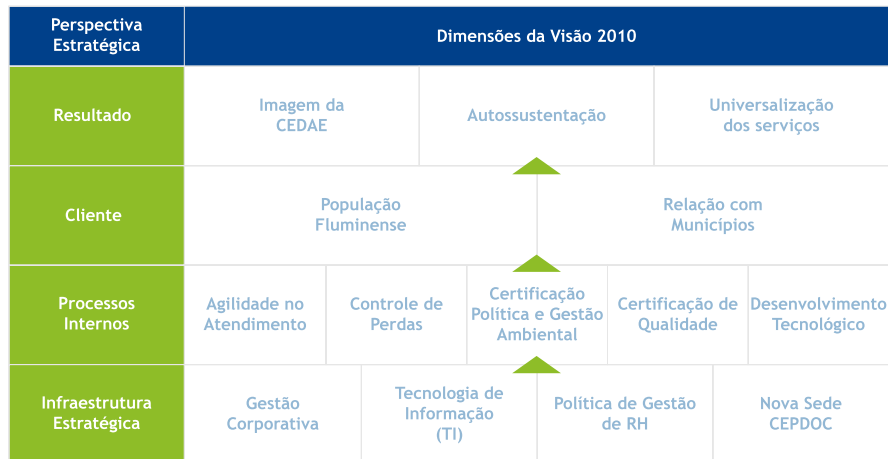 Perspectiva
Estratégica
Dimensões da Visão 2010
Resultado
Imagem da
CEDAE
Autossustentação
Universalização
dos serviços
Cliente
População
Fluminense
Relação com
Municípios
Processos
Internos
Agilidade no
Atendimento
Controle de
Perdas
Certificação
Política e Gestão
Ambiental
Certificação de
Qualidade
Desenvolvimento
Tecnológico
Infraestrutura
Estratégica
Gestão
Corporativa
Tecnologia de
Informação
(TI)
Política de Gestão
de RH
Nova Sede
CEPDOC